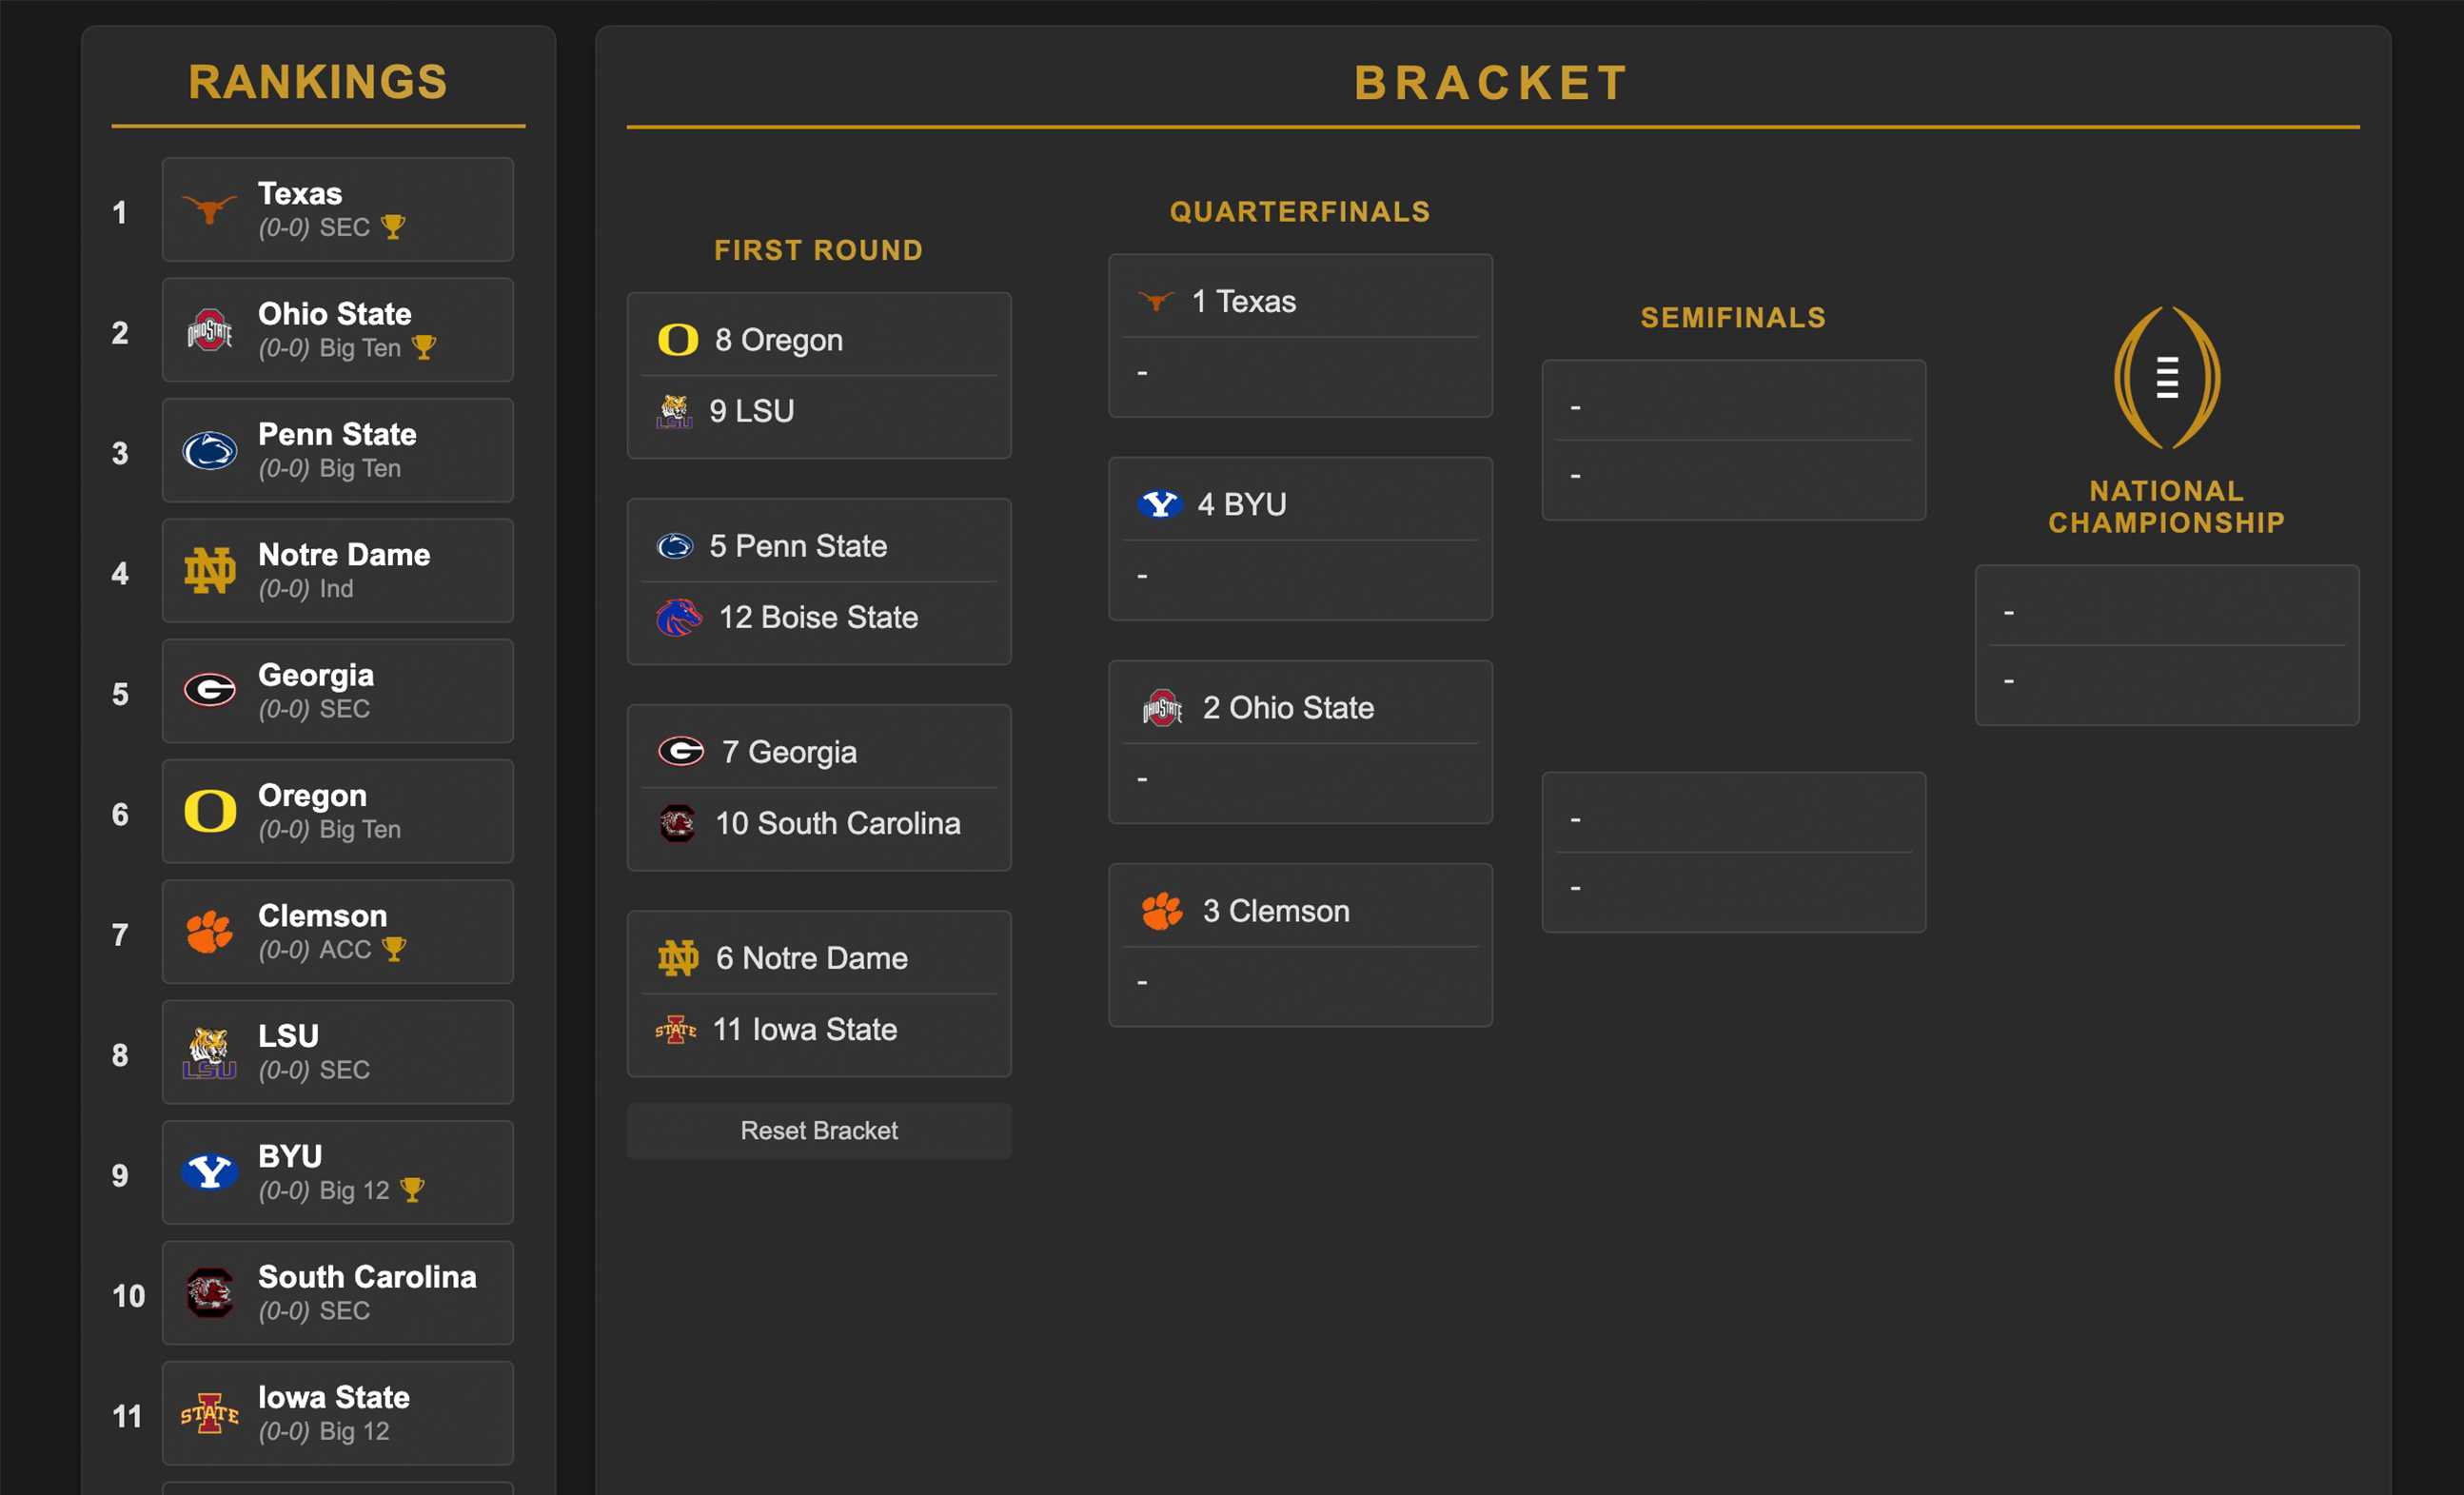 RANKINGS
1
Texas
(0-0) SEC
2
Ohio State
(0-0) Big Ten
3
Penn State
(0-0) Big Ten
4
Notre Dame
(0-0) Ind
5
Georgia
(0-0) SEC
6
Oregon
(0-0) Big Ten
7
Clemson
(0-0) ACC
8
LSU
(0-0) SEC
9
BYU
(0-0) Big 12
10
South Carolina
(0-0) SEC
11
Iowa State
(0-0) Big 12
BRACKET
FIRST ROUND
8 Oregon
9 LSU
5 Penn State
12 Boise State
7 Georgia
10 South Carolina
6 Notre Dame
11 Iowa State
Reset Bracket
QUARTERFINALS
1 Texas
-
4 BYU
-
2 Ohio State
-
3 Clemson
-
SEMIFINALS
-
-
-
-
NATIONAL
CHAMPIONSHIP
-
-